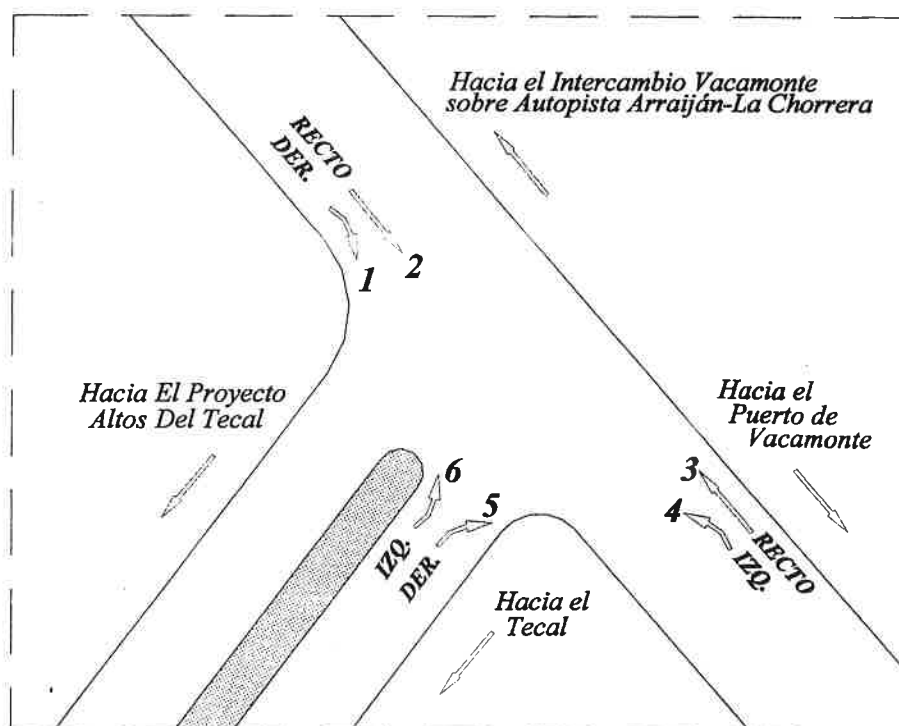 Hacia el Intercambio Vacamonte
sobre Autopista Arraiján-La Chorrera
RECTO
DER.
1
2
Hacia El Proyecto
Altos Del Tecal
Hacia el
Puerto de
Vacamonte
6
5
3
4
IZQ.
DER.
RECTO
IZQ.
Hacia el
Tecal